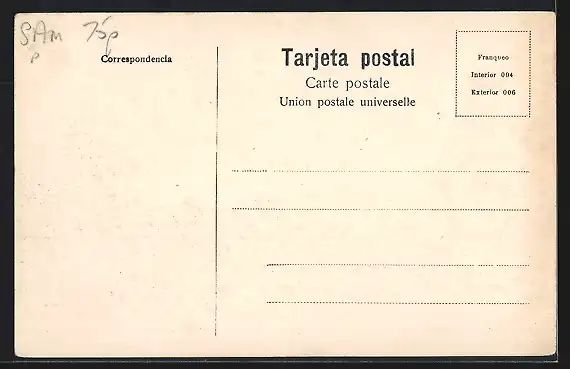 SAm 75p
p
Correspondencia
Tarjeta postal
Carte postale
Union postale universelle
Franqueo
Interior 004
Exterior 006